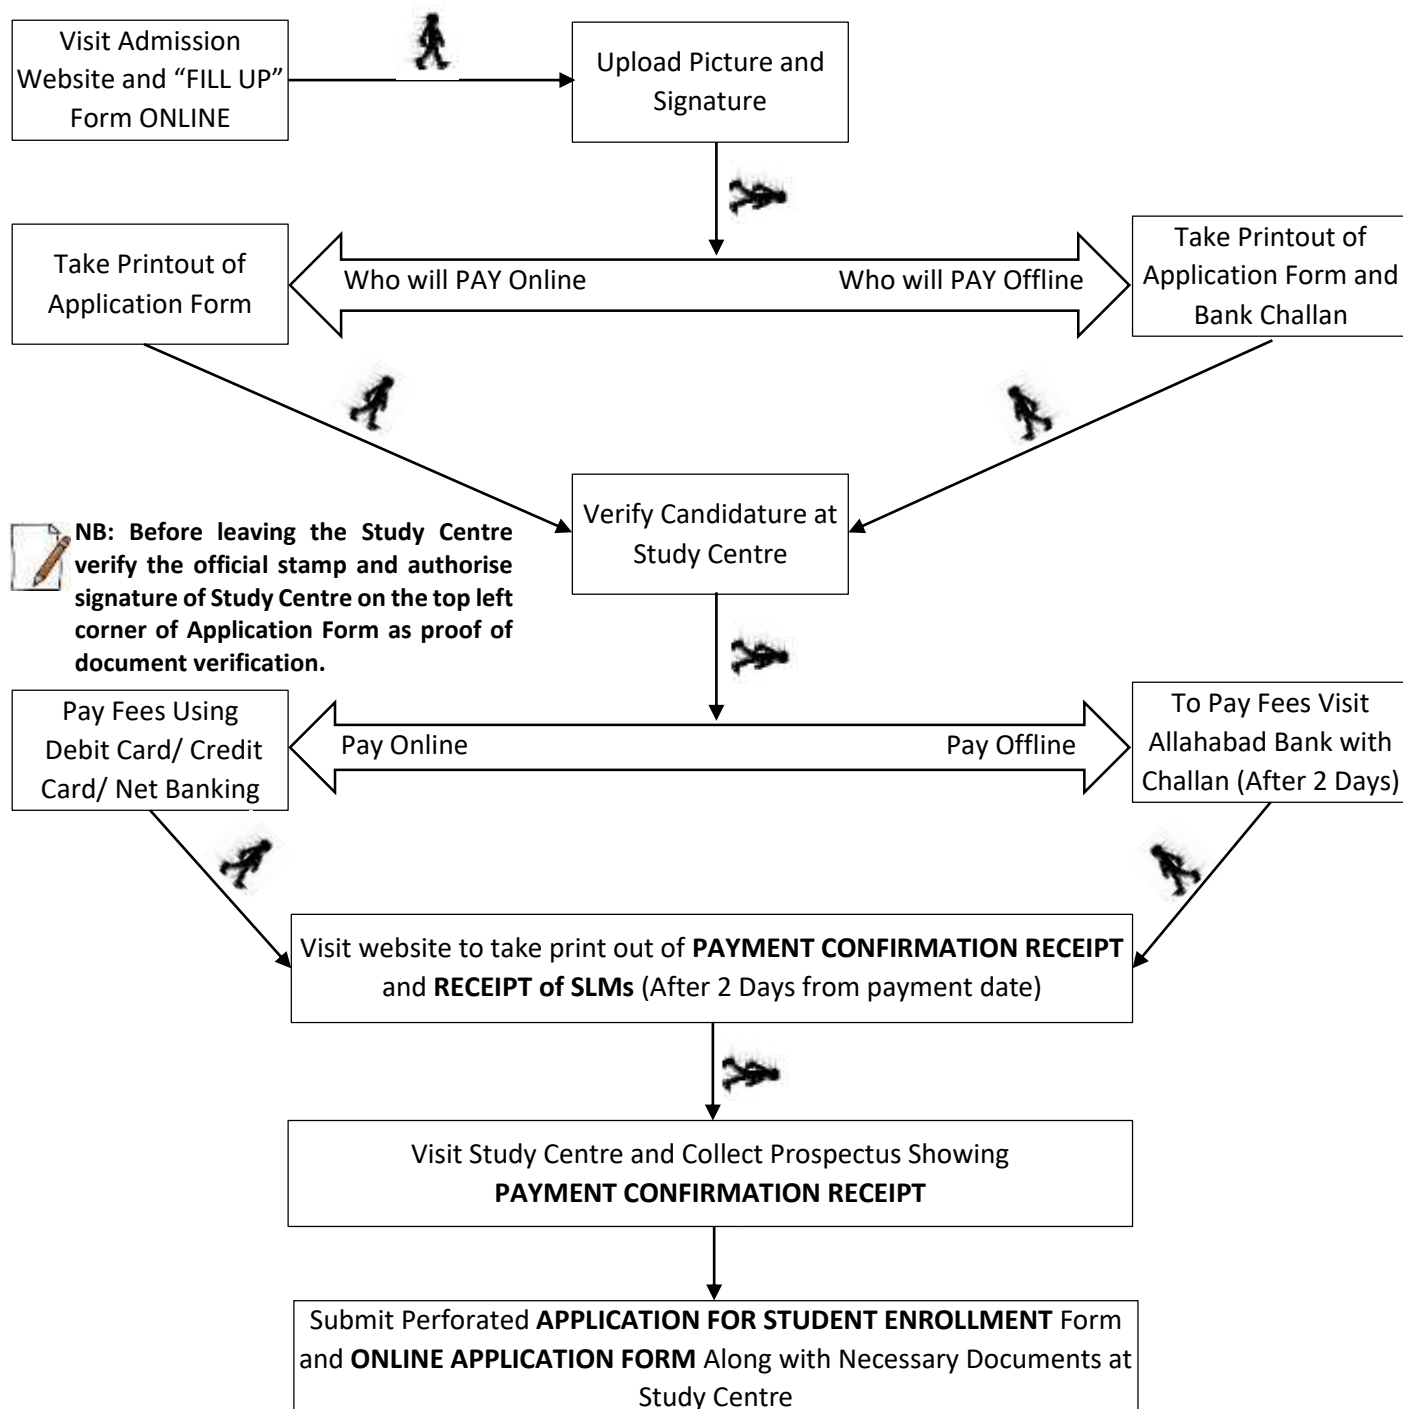 Visit Admission
Website and “FILL UP”
Form ONLINE
Upload Picture and
Signature
Take Printout of
Application Form
Who will PAY Online
Who will PAY Offline
Take Printout of
Application Form and
Bank Challan
Verify Candidature at
Study Centre
NB: Before leaving the Study Centre
verify the official stamp and authorise
signature of Study Centre on the top left
corner of Application Form as proof of
document verification.
Pay Fees Using
Debit Card/ Credit
Card/ Net Banking
Pay Online
Pay Offline
To Pay Fees Visit
Allahabad Bank with
Challan (After 2 Days)
Visit website to take print out of PAYMENT CONFIRMATION RECEIPT
and RECEIPT of SLMs (After 2 Days from payment date)
Visit Study Centre and Collect Prospectus Showing
PAYMENT CONFIRMATION RECEIPT
Submit Perforated APPLICATION FOR STUDENT ENROLLMENT Form
and ONLINE APPLICATION FORM Along with Necessary Documents at
Study Centre